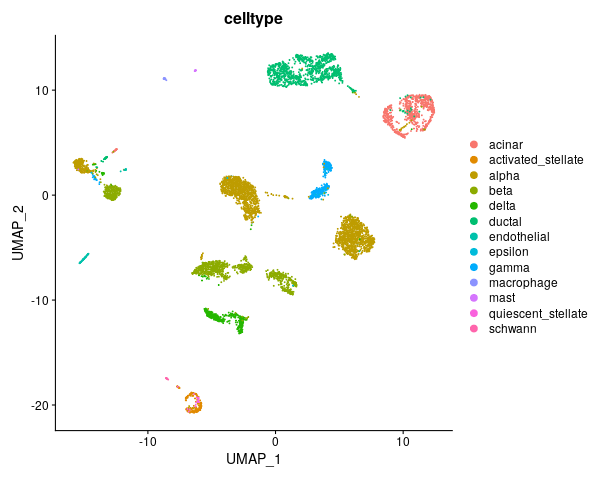 celltype
10
0
-10
-20
UMAP_2
-10
0
10
UMAP_1
acinar
activated_stellate
alpha
beta
delta
ductal
endothelial
epsilon
gamma
macrophage
mast
quiescent_stellate
schwann